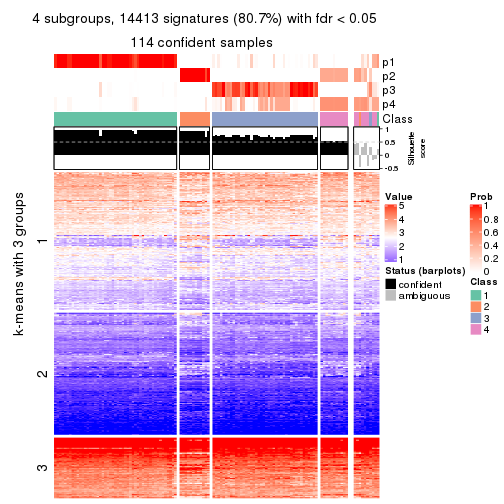 4 subgroups, 14413 signatures (80.7%) with fdr < 0.05
114 confident samples
p1
p2
p3
p4
Class
1
0.5
0
-0.5
Silhouette
score
k-means with 3 groups
1
2
3
Value
5
4
3
2
1
Status (barplots)
confident
ambiguous
Prob
1
0.8
0.6
0.4
0.2
0
Class
1
2
3
4